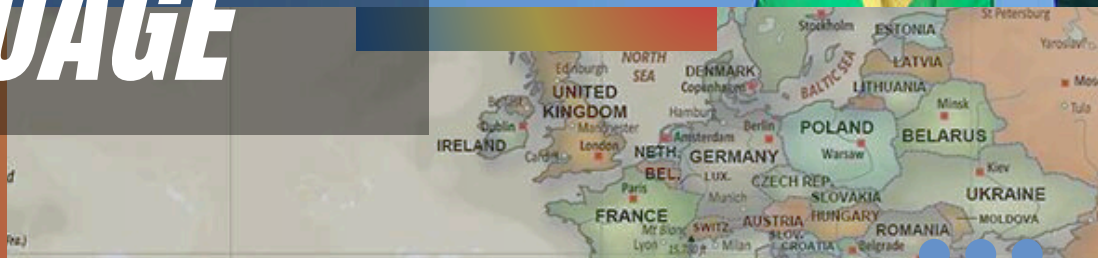 UAGE
St Petersburg
Stockholm
ESTONIA
Yaroslavl'
NORTH
SEA
Edinburgh
DENMARK
Copenhagen
BALTIC SEA
LATVIA
LITHUANIA
UNITED
KINGDOM
Hamburg
Minsk
Tula
Dublin
Manchester
Amsterdam
Berlin
POLAND
BELARUS
IRELAND
London
NETH.
GERMANY
Warsaw
BEL.
LUX.
CZECH REP.
Kiev
Paris
Munich
SLOVAKIA
UKRAINE
FRANCE
Mt Blanc
SWITZ.
AUSTRIA
HUNGARY
MOLDOVA
ROMANIA
SLOV.
Lyon
Milan
CROATIA
Belgrade